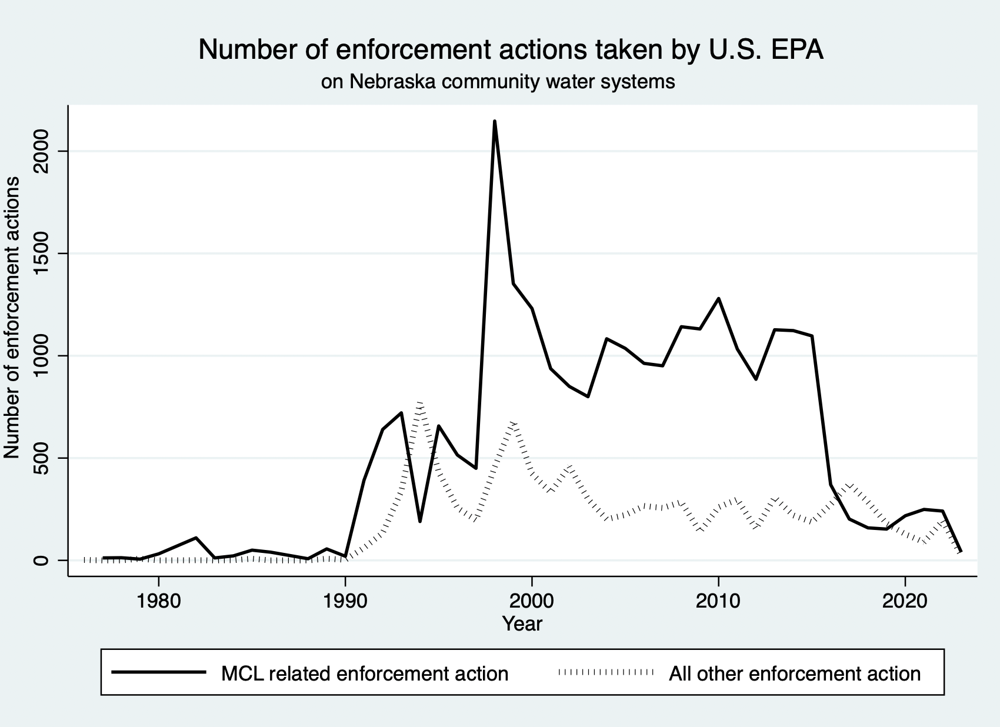 Number of enforcement actions taken by U.S. EPA
on Nebraska community water systems
Number of enforcement actions
2000
1500
1000
500
0
1980 1990 2000 2010 2020
Year
MCL related enforcement action All other enforcement action